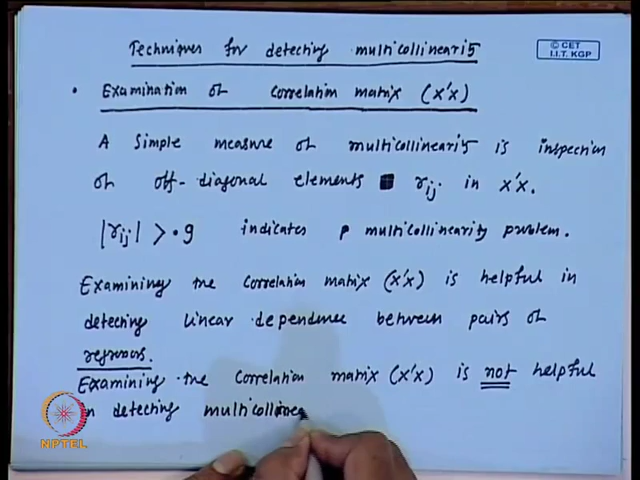 Techniques for detecting multicollinearity
© CET
I.I.T. KGP
• Examination of Correlation matrix (X'X)
A simple measure of multicollinearity is inspection
of off-diagonal elements rij in X'X.
|rij| > .9 indicates multicollinearity problem.
Examining the correlation matrix (X'X) is helpful in
detecting linear dependence between pairs of
regressors.
Examining the correlation matrix (X'X) is not helpful
in detecting multicolline
NPTEL